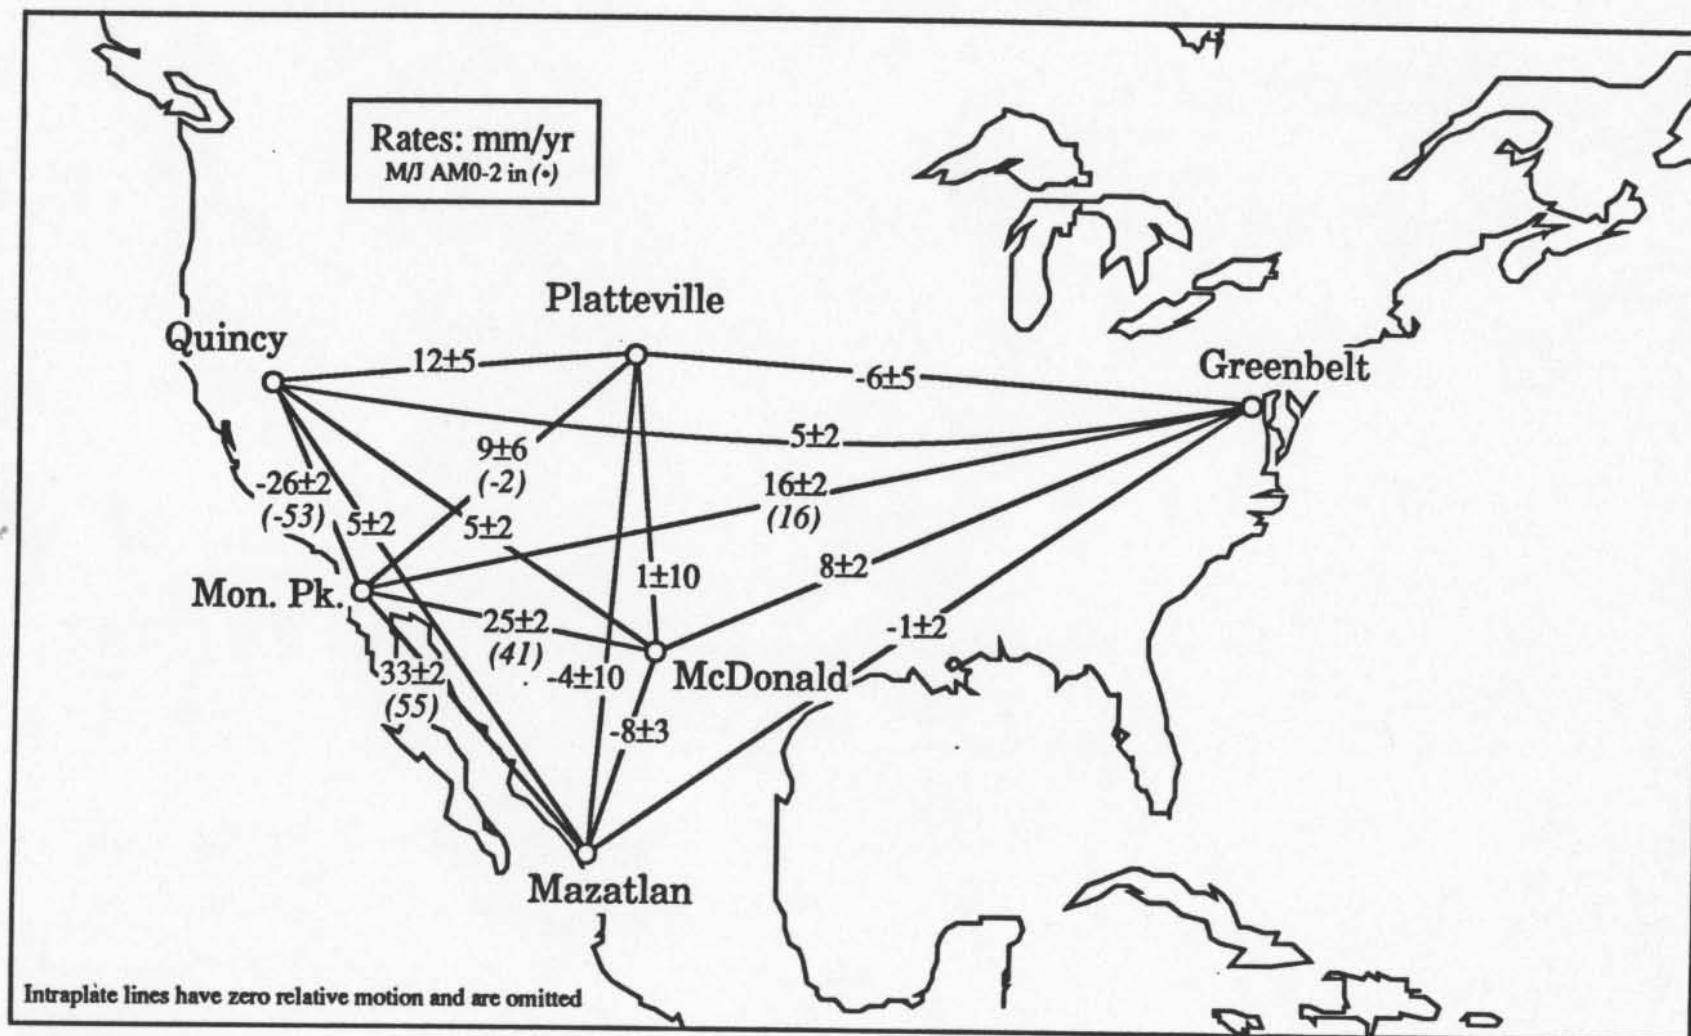 Rates: mm/yr
M/J AM0-2 in (•)
Platteville
Quincy
12±5
Greenbelt
-6±5
9±6
(-2)
5±2
-26±2
(-53)
5±2
5±2
16±2
(16)
1±10
8±2
Mon. Pk.
25±2
(41)
-1±2
33±2
(55)
-4±10
McDonald
-8±3
Mazatlan
Intraplate lines have zero relative motion and are omitted